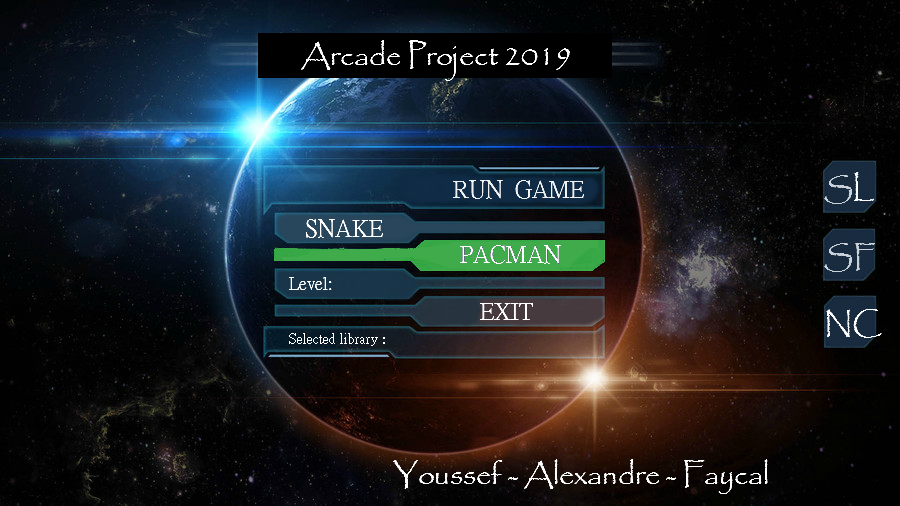 Arcade Project 2019
RUN GAME
SNAKE
PACMAN
Level:
EXIT
Selected library :
SL
SF
NC
Youssef ~ Alexandre ~ Faycal